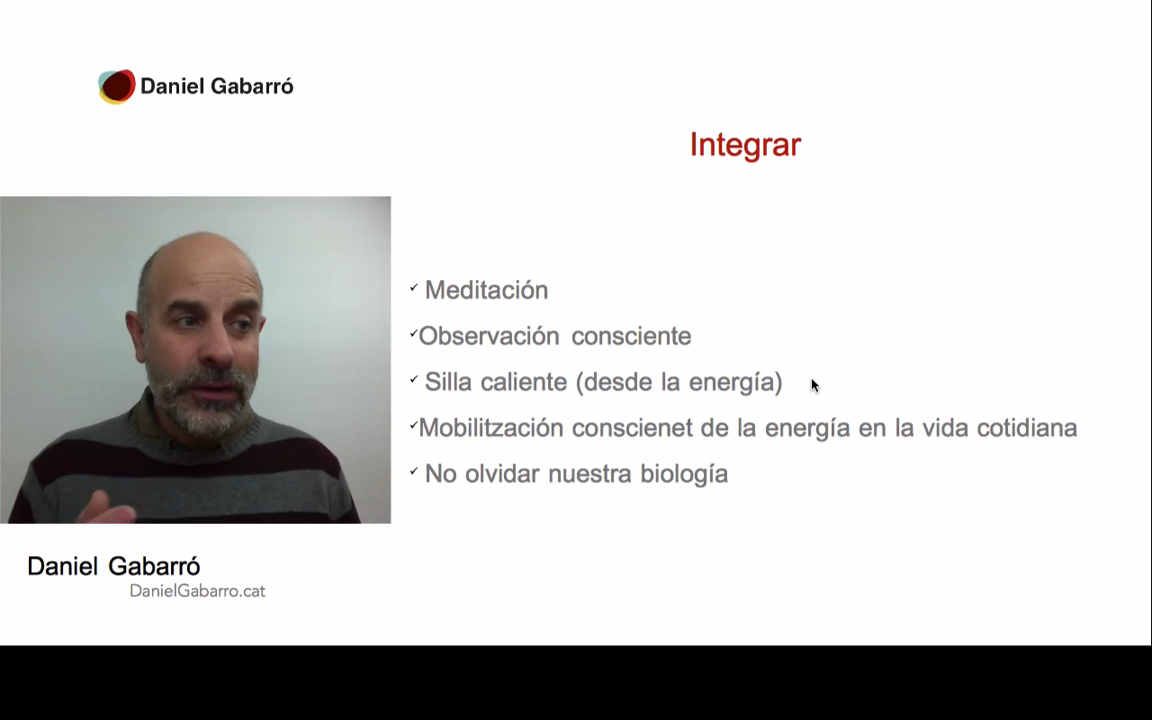 Daniel Gabarró
Integrar
✓ Meditación
✓Observación consciente
✓ Silla caliente (desde la energía)
✓Mobilitzación conscienet de la energía en la vida cotidiana
✓ No olvidar nuestra biología
Daniel Gabarró
DanielGabarro.cat